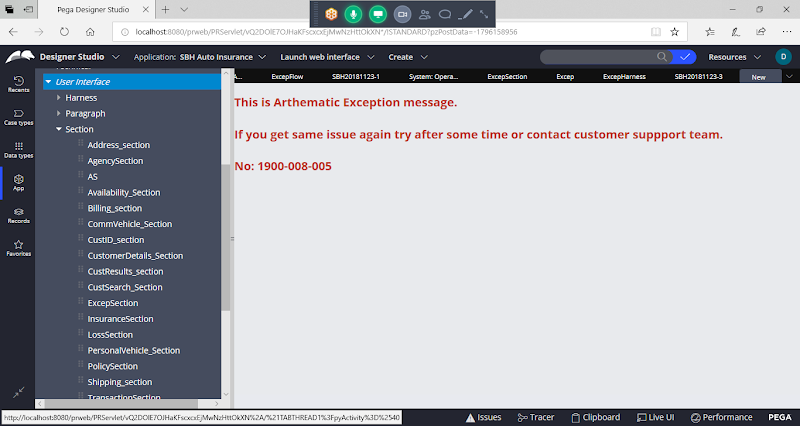 Pega Designer Studio
localhost:8080/prweb/PRServlet/vQ2DOIE7OJHaKFscxcxEjMwNzHttOkXN*/!STANDARD?pzPostData=-1796158956
Designer Studio
Application: SBH Auto Insurance
Launch web interface
Create
Resources
D
A...
ExcepFlow
SBH20181123-1
System: Opera...
ExcepSection
Excep
ExcepHarness
SBH20181123-3
New
Recents
Case types
Data types
App
Records
Favorites
User Interface
Harness
Paragraph
Section
Address_section
AgencySection
AS
Availability_Section
Billing_section
CommVehicle_Section
CustID_section
CustomerDetails_Section
CustResults_section
CustSearch_Section
ExcepSection
InsuranceSection
LossSection
PersonalVehicle_Section
PolicySection
Shipping_section
TransactionSection
This is Arthematic Exception message.
If you get same issue again try after some time or contact customer suppport team.
No: 1900-008-005
http://localhost:8080/prweb/PRServlet/vQ2DOIE7OJHaKFscxcxEjMwNzHttOkXN%2A/%21TABTHREAD1%3FpyActivity%3D%2540
Issues
Tracer
Clipboard
Live UI
Performance
PEGA